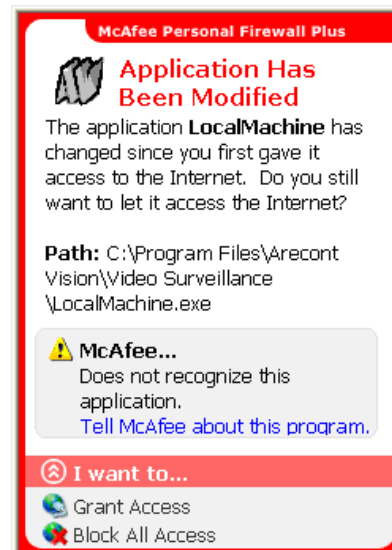 McAfee Personal Firewall Plus
Application Has
Been Modified
The application LocalMachine has
changed since you first gave it
access to the Internet. Do you still
want to let it access the Internet?
Path: C:\Program Files\Arecont
Vision\Video Surveillance
\LocalMachine.exe
McAfee...
Does not recognize this
application.
Tell McAfee about this program.
I want to...
Grant Access
Block All Access